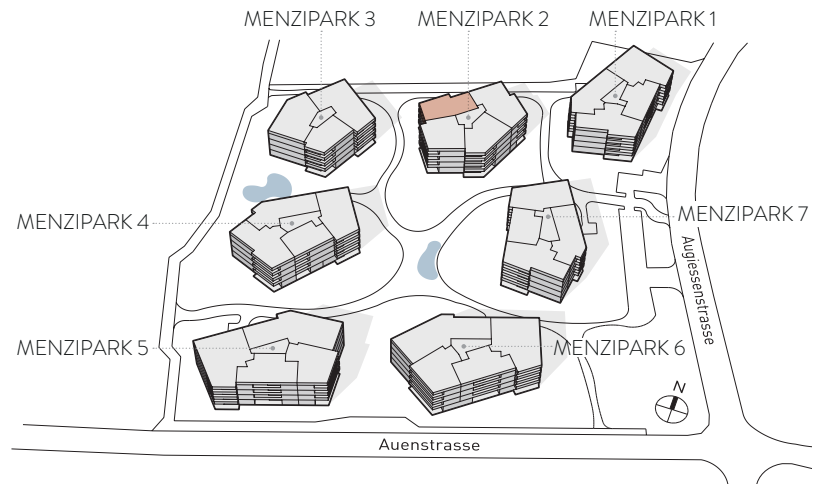 MENZIPARK 3
MENZIPARK 2
MENZIPARK 1
MENZIPARK 4
MENZIPARK 7
Augiessenstrasse
MENZIPARK 5
MENZIPARK 6
N
Auenstrasse